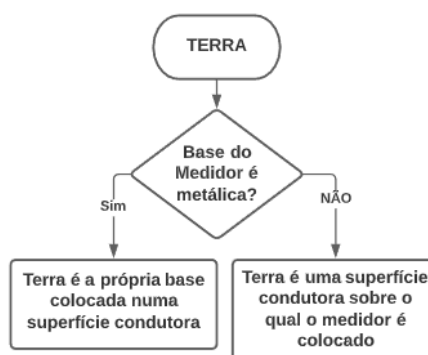 TERRA
Base do
Medidor é
metálica?
Sim
NÃO
Terra é a própria base
colocada numa
superfície condutora
Terra é uma superfície
condutora sobre o
qual o medidor é
colocado